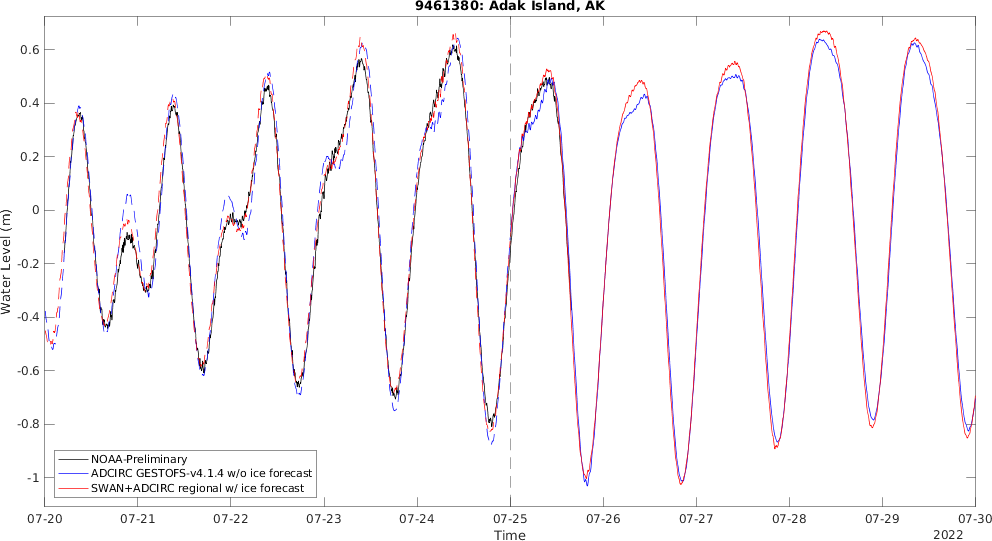 9461380: Adak Island, AK
Water Level (m)
0.6
0.4
0.2
0
-0.2
-0.4
-0.6
-0.8
-1
NOAA-Preliminary
ADCIRC GESTOFS-v4.1.4 w/o ice forecast
SWAN+ADCIRC regional w/ ice forecast
07-20 07-21 07-22 07-23 07-24 07-25 07-26 07-27 07-28 07-29 07-30
Time
2022